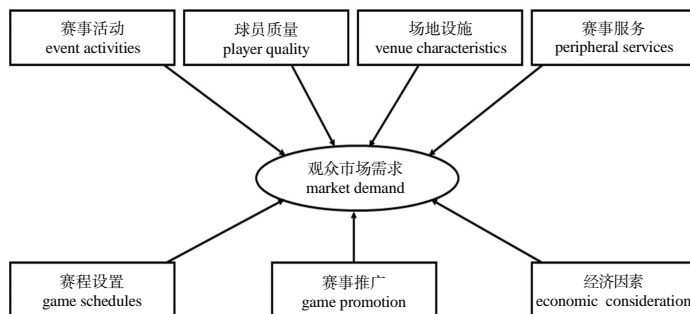 赛事活动
event activities
球员质量
player quality
场地设施
venue characteristics
赛事服务
peripheral services
观众市场需求
market demand
赛程设置
game schedules
赛事推广
game promotion
经济因素
economic consideration